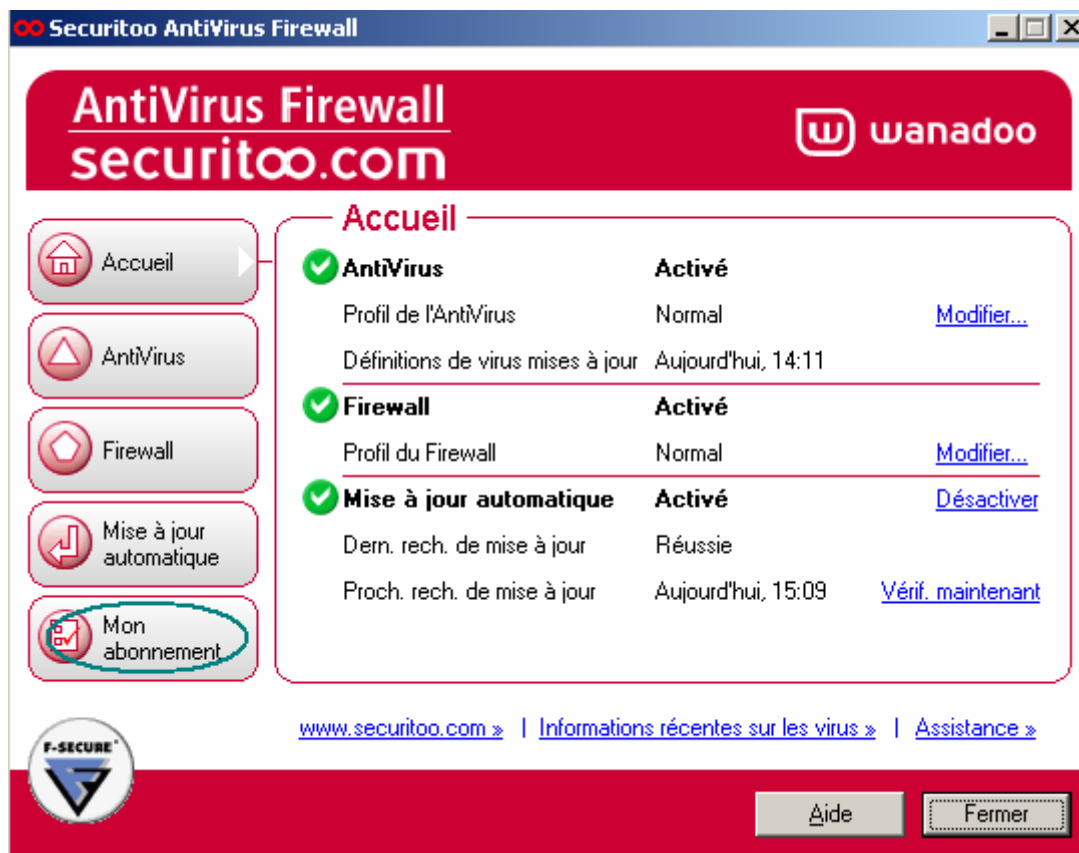 Securitoo AntiVirus Firewall
AntiVirus Firewall
securitoo.com
wanadoo
Accueil
AntiVirus
Firewall
Mise à jour
automatique
Mon
abonnement
Accueil
AntiVirus Activé
Profil de l'AntiVirus Normal Modifier...
Définitions de virus mises à jour Aujourd'hui, 14:11
Firewall Activé
Profil du Firewall Normal Modifier...
Mise à jour automatique Activé Désactiver
Dern. rech. de mise à jour Réussie
Proch. rech. de mise à jour Aujourd'hui, 15:09 Vérif. maintenant
www.securitoo.com » | Informations récentes sur les virus » | Assistance »
F-SECURE
Aide Fermer